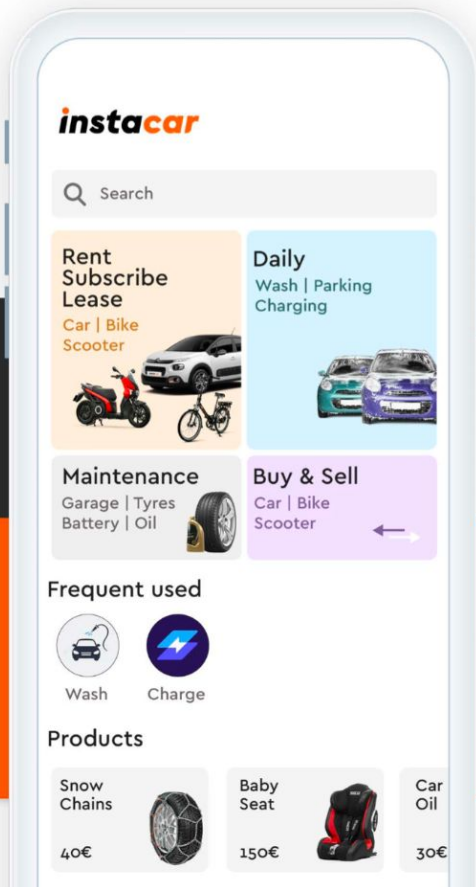 instacar
Search
Rent
Subscribe
Lease
Car | Bike
Scooter
Daily
Wash | Parking
Charging
Maintenance
Garage | Tyres
Battery | Oil
Buy & Sell
Car | Bike
Scooter
Frequent used
Wash
Charge
Products
Snow
Chains
40€
Baby
Seat
150€
Car
Oil
30€